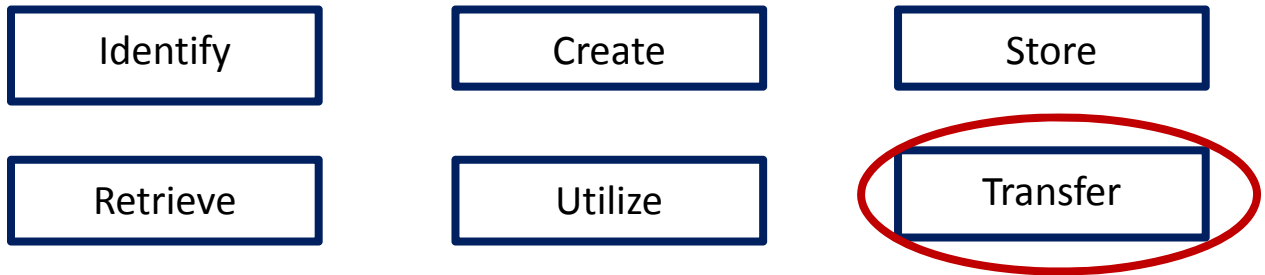 Identify
Create
Store
Retrieve
Utilize
Transfer